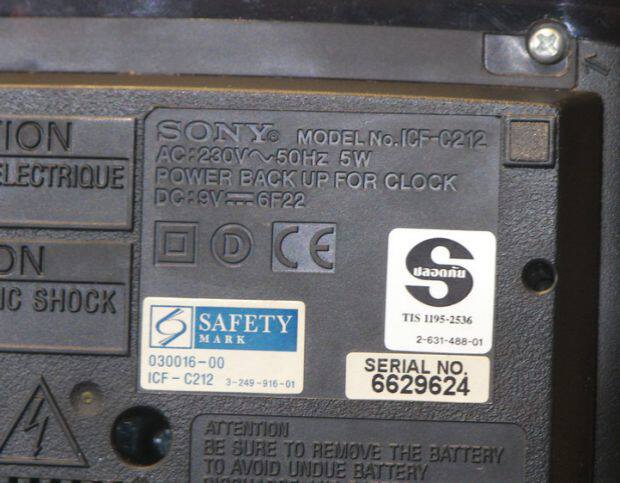 SONY® MODEL No. ICF-C212
AC:230V～50Hz 5W
POWER BACK UP FOR CLOCK
DC:9V⎓ 6F22
D CE
TION
ELECTRIQUE
ON
IC SHOCK
S
ปลอดภัย
TIS 1195-2536
2-631-488-01
SAFETY
MARK
030016-00
ICF-C212 3-249-916-01
SERIAL NO.
6629624
ATTENTION
BE SURE TO REMOVE THE BATTERY
TO AVOID UNDUE BATTERY